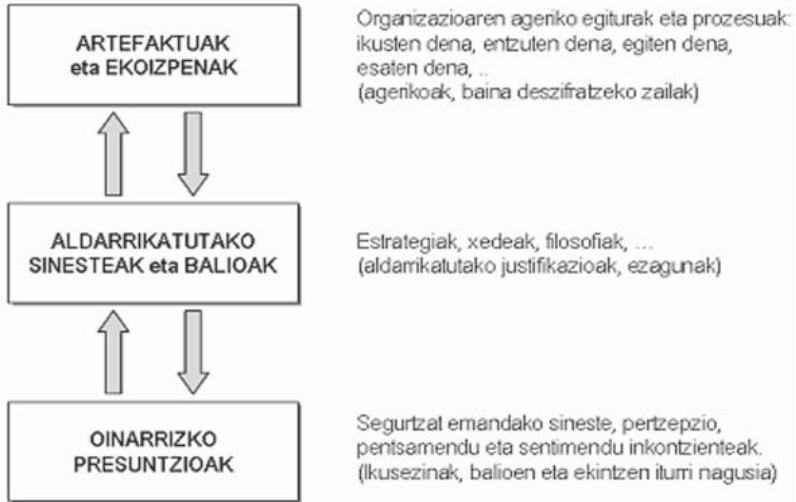 ARTEFAKTUAK
eta EKOIZPENAK
Organizazioaren ageriko egiturak eta prozesuak:
ikusten dena, entzuten dena, egiten dena,
esaten dena, ..
(agerikoak, baina deszifratzeko zailak)
ALDARRIKATUTAKO
SINESTEAK eta BALIOAK
Estrategiak, xedeak, filosofiak, ...
(aldarrikatutako justifikazioak, ezagunak)
OINARRIZKO
PRESUNTZIOAK
Segurtzat emandako sineste, pertzepzio,
pentsamendu eta sentimendu inkontzienteak.
(Ikusezinak, balioen eta ekintzen iturri nagusia)